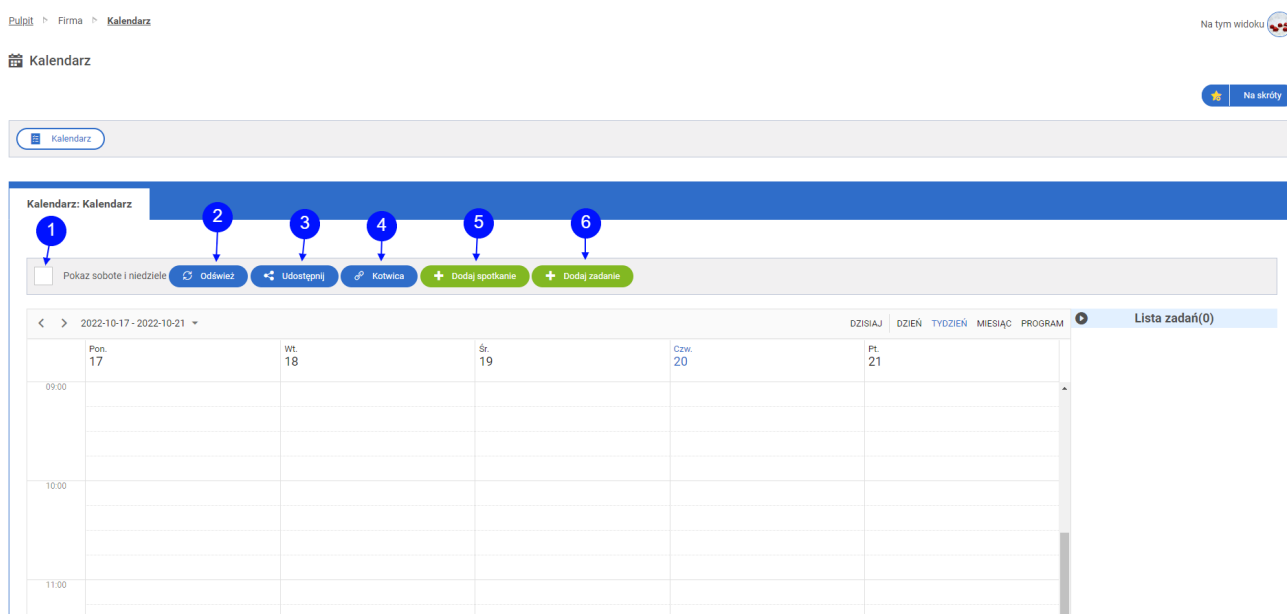 Pulpit Firma Kalendarz
Na tym widoku
Kalendarz
Na skróty
Kalendarz
Kalendarz: Kalendarz
1 2 3 4 5 6
Pokaz sobote i niedziele Odśwież Udostępnij Kotwica Dodaj spotkanie Dodaj zadanie
2022-10-17 - 2022-10-21 DZISIAJ DZIEŃ TYDZIEŃ MIESIĄC PROGRAM Lista zadań(0)
Pon. Wt. Śr. Czw. Pt.
17 18 19 20 21
09:00
10:00
11:00